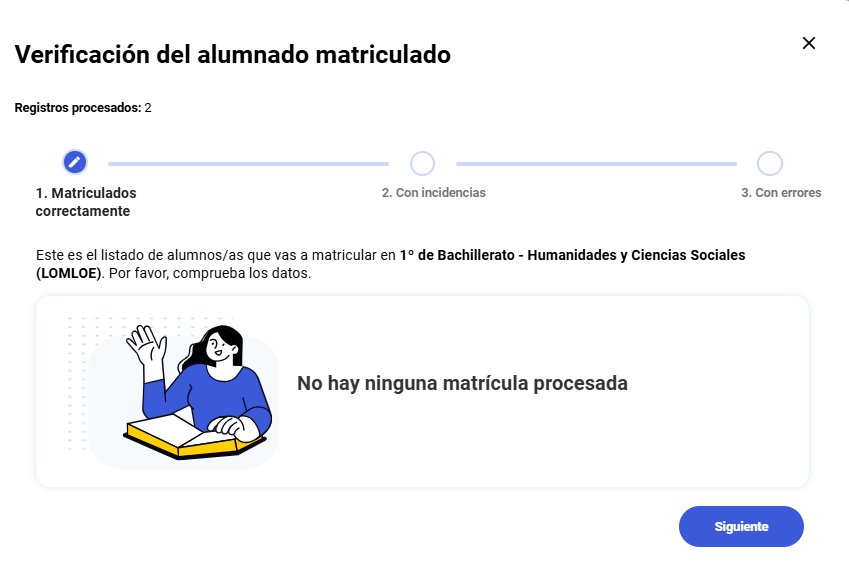 Verificación del alumnado matriculado
Registros procesados: 2
1. Matriculados
correctamente
2. Con incidencias
3. Con errores
Este es el listado de alumnos/as que vas a matricular en 1º de Bachillerato - Humanidades y Ciencias Sociales
(LOMLOE). Por favor, comprueba los datos.
No hay ninguna matrícula procesada
Siguiente